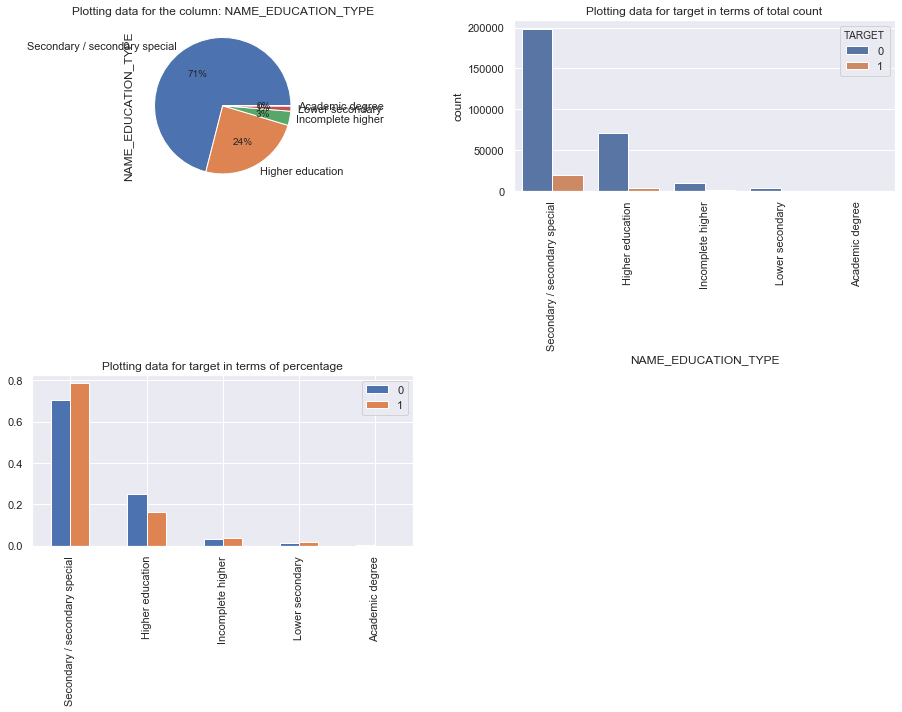 Plotting data for the column: NAME_EDUCATION_TYPE
NAME_EDUCATION_TYPE
Secondary / secondary special
71%
24%
3%
Academic degree
Lower secondary
Incomplete higher
Higher education
Plotting data for target in terms of total count
200000
150000
100000
50000
0
count
TARGET
0
1
Secondary / secondary special
Higher education
Incomplete higher
Lower secondary
Academic degree
NAME_EDUCATION_TYPE
Plotting data for target in terms of percentage
0.8
0.6
0.4
0.2
0.0
0
1
Secondary / secondary special
Higher education
Incomplete higher
Lower secondary
Academic degree